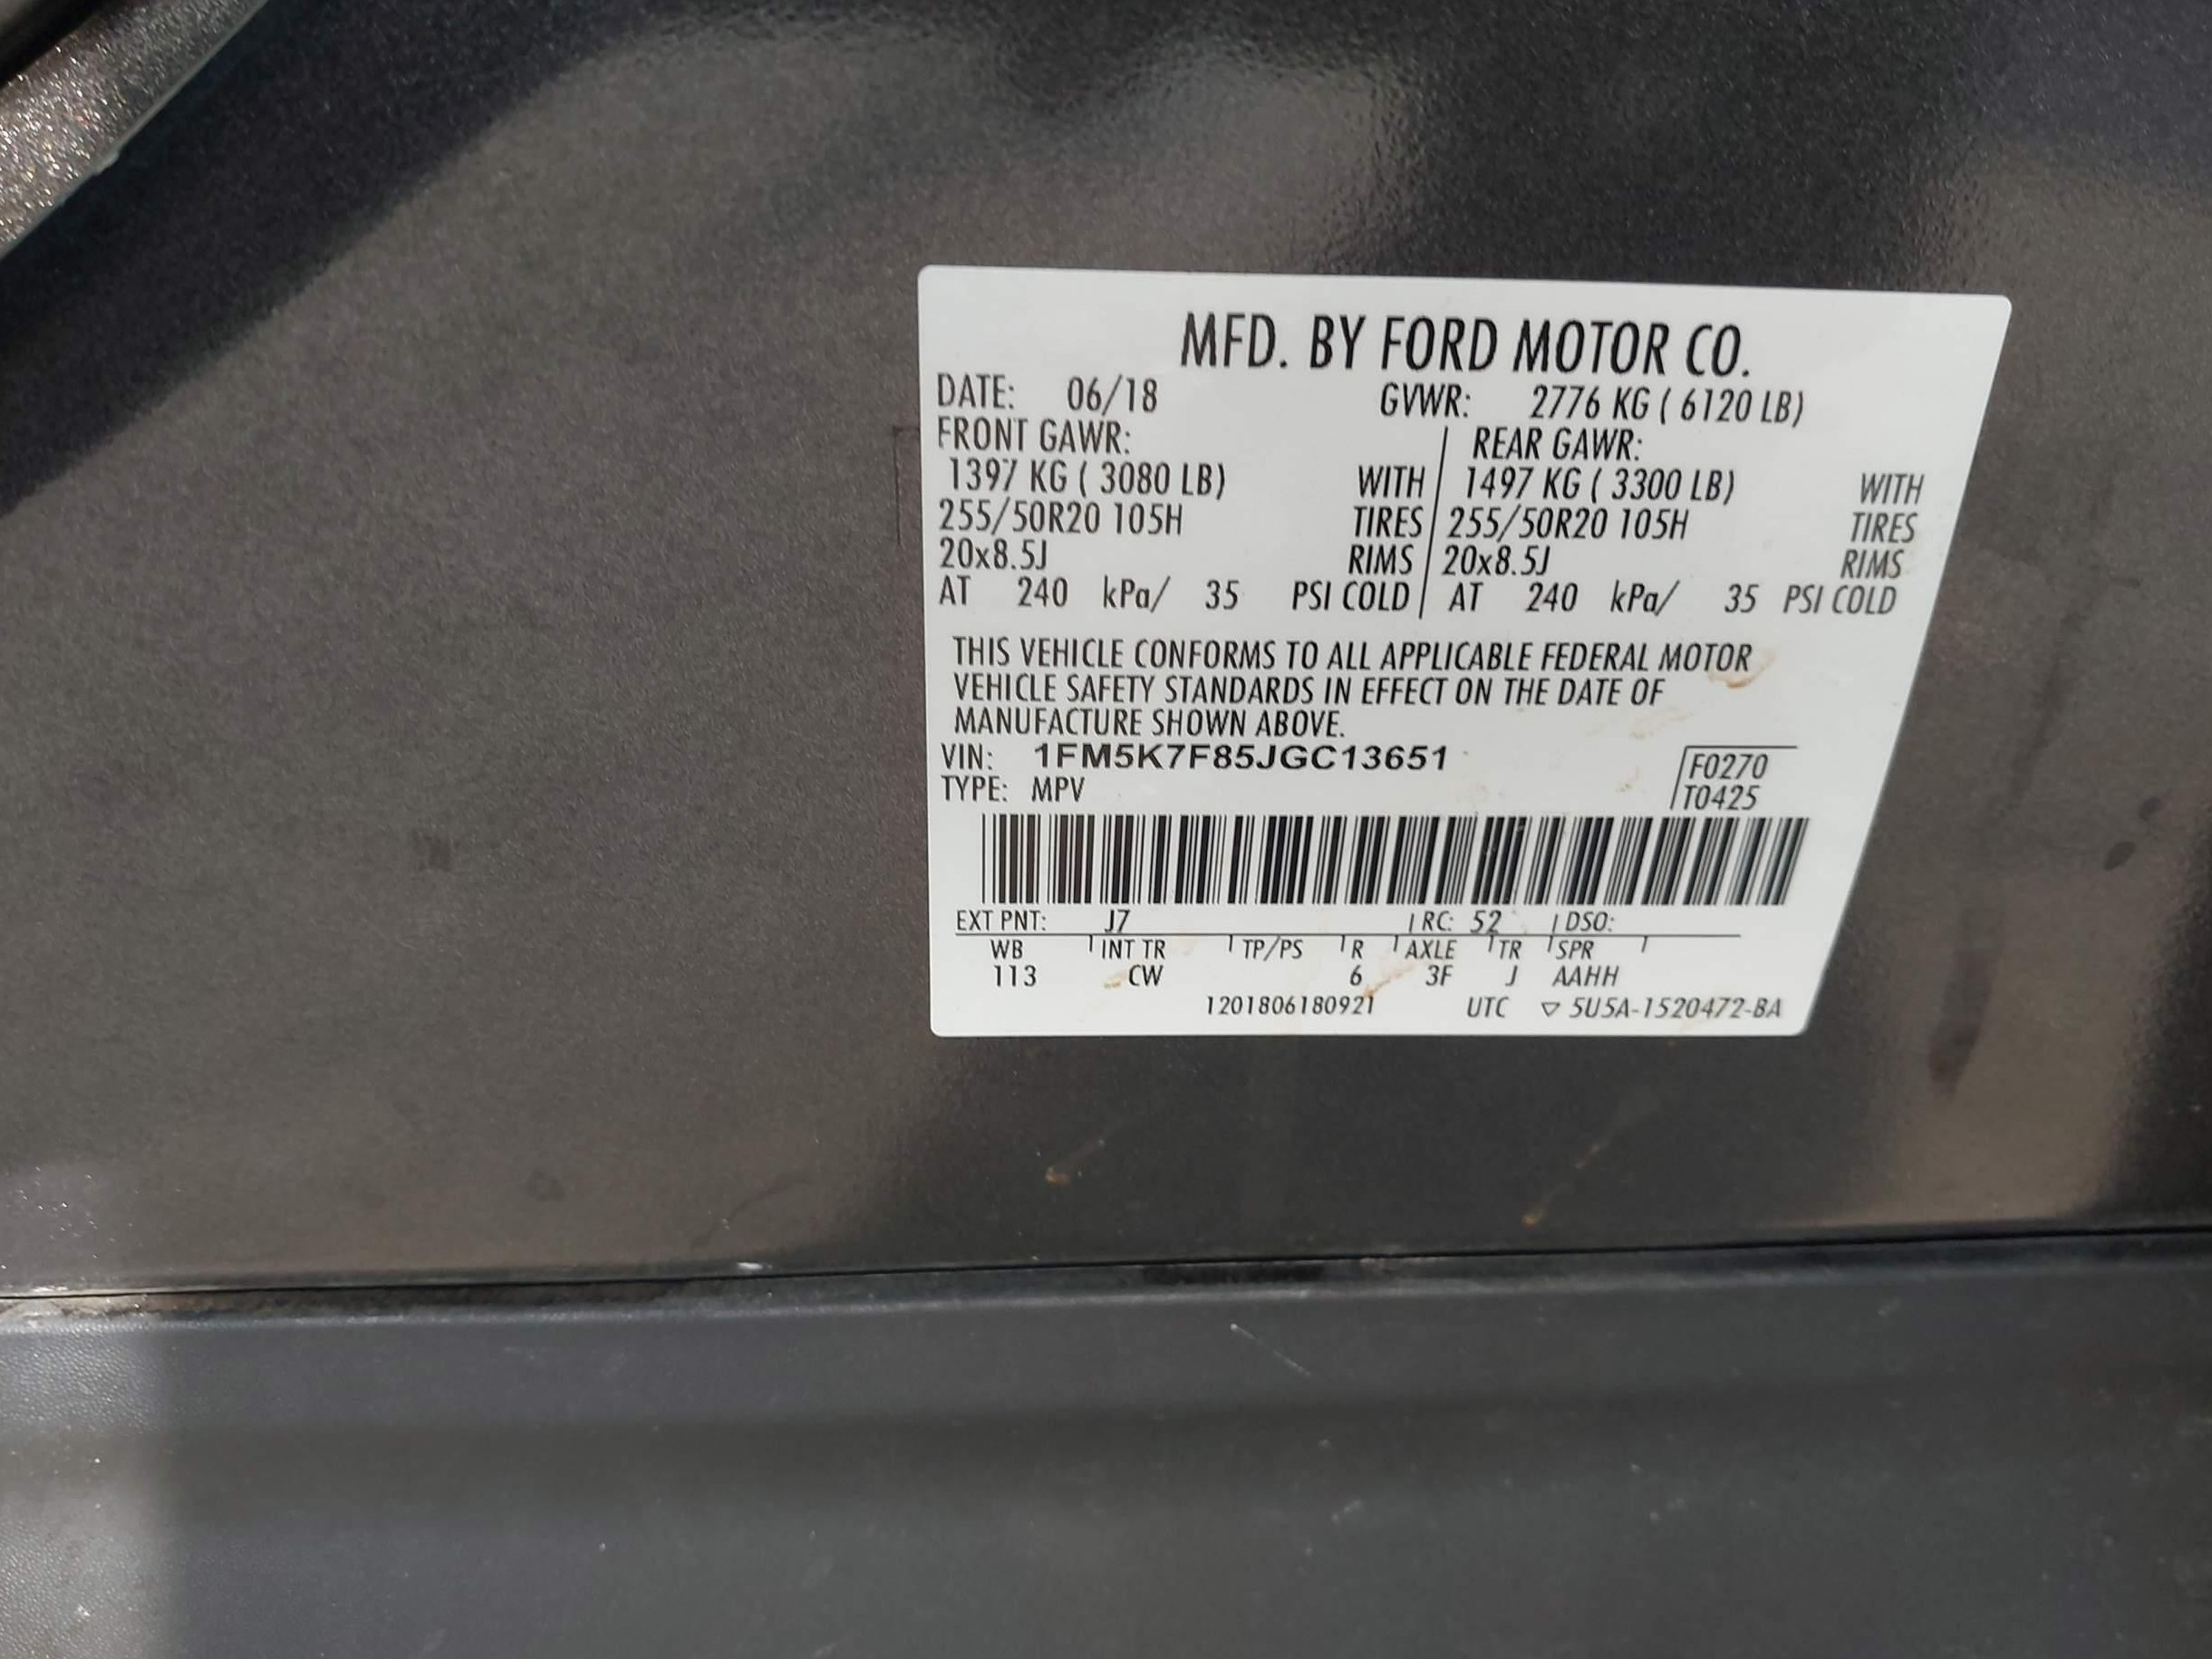 MFD. BY FORD MOTOR CO.
DATE: 06/18 GVWR: 2776 KG ( 6120 LB)
FRONT GAWR: REAR GAWR:
1397 KG ( 3080 LB) WITH 1497 KG ( 3300 LB) WITH
255/50R20 105H TIRES 255/50R20 105H TIRES
20x8.5J RIMS 20x8.5J RIMS
AT 240 kPa/ 35 PSI COLD AT 240 kPa/ 35 PSI COLD
THIS VEHICLE CONFORMS TO ALL APPLICABLE FEDERAL MOTOR
VEHICLE SAFETY STANDARDS IN EFFECT ON THE DATE OF
MANUFACTURE SHOWN ABOVE.
VIN: 1FM5K7F85JGC13651 F0270
TYPE: MPV T0425
EXT PNT: J7 RC: 52 DSO:
WB INT TR TP/PS R AXLE TR SPR
113 CW 6 3F J AAHH
1201806180921 UTC ▽ 5U5A-1520472-BA